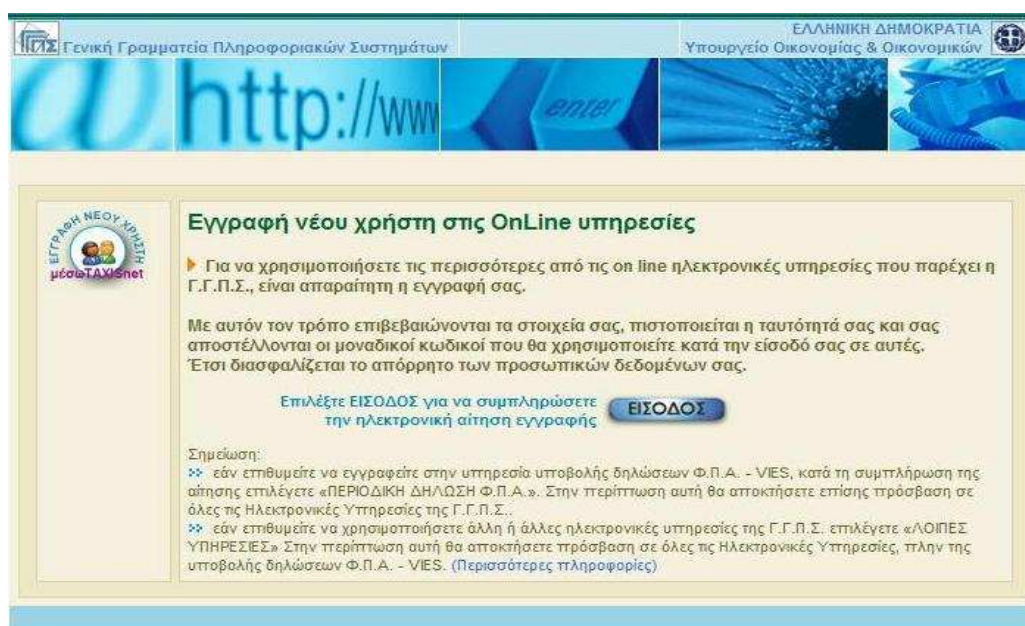 ΓΓΠΣ Γενική Γραμματεία Πληροφοριακών Συστημάτων
ΕΛΛΗΝΙΚΗ ΔΗΜΟΚΡΑΤΙΑ
Υπουργείο Οικονομίας & Οικονομικών
@ http://www enter
ΕΓΓΡΑΦΗ ΝΕΟΥ ΧΡΗΣΤΗ
μέσωTAXISnet
Εγγραφή νέου χρήστη στις OnLine υπηρεσίες
Για να χρησιμοποιήσετε τις περισσότερες από τις on line ηλεκτρονικές υπηρεσίες που παρέχει η
Γ.Γ.Π.Σ., είναι απαραίτητη η εγγραφή σας.
Με αυτόν τον τρόπο επιβεβαιώνονται τα στοιχεία σας, πιστοποιείται η ταυτότητά σας και σας
αποστέλλονται οι μοναδικοί κωδικοί που θα χρησιμοποιείτε κατά την είσοδό σας σε αυτές.
Έτσι διασφαλίζεται το απόρρητο των προσωπικών δεδομένων σας.
Επιλέξτε ΕΙΣΟΔΟΣ για να συμπληρώσετε
την ηλεκτρονική αίτηση εγγραφής
ΕΙΣΟΔΟΣ
Σημείωση:
εάν επιθυμείτε να εγγραφείτε στην υπηρεσία υποβολής δηλώσεων Φ.Π.Α. - VIES, κατά τη συμπλήρωση της
αίτησης επιλέγετε «ΠΕΡΙΟΔΙΚΗ ΔΗΛΩΣΗ Φ.Π.Α.». Στην περίπτωση αυτή θα αποκτήσετε επίσης πρόσβαση σε
όλες τις Ηλεκτρονικές Υπηρεσίες της Γ.Γ.Π.Σ..
εάν επιθυμείτε να χρησιμοποιήσετε άλλη ή άλλες ηλεκτρονικές υπηρεσίες της Γ.Γ.Π.Σ. επιλέγετε «ΛΟΙΠΕΣ
ΥΠΗΡΕΣΙΕΣ» Στην περίπτωση αυτή θα αποκτήσετε πρόσβαση σε όλες τις Ηλεκτρονικές Υπηρεσίες, πλην της
υποβολής δηλώσεων Φ.Π.Α. - VIES. (Περισσότερες πληροφορίες)